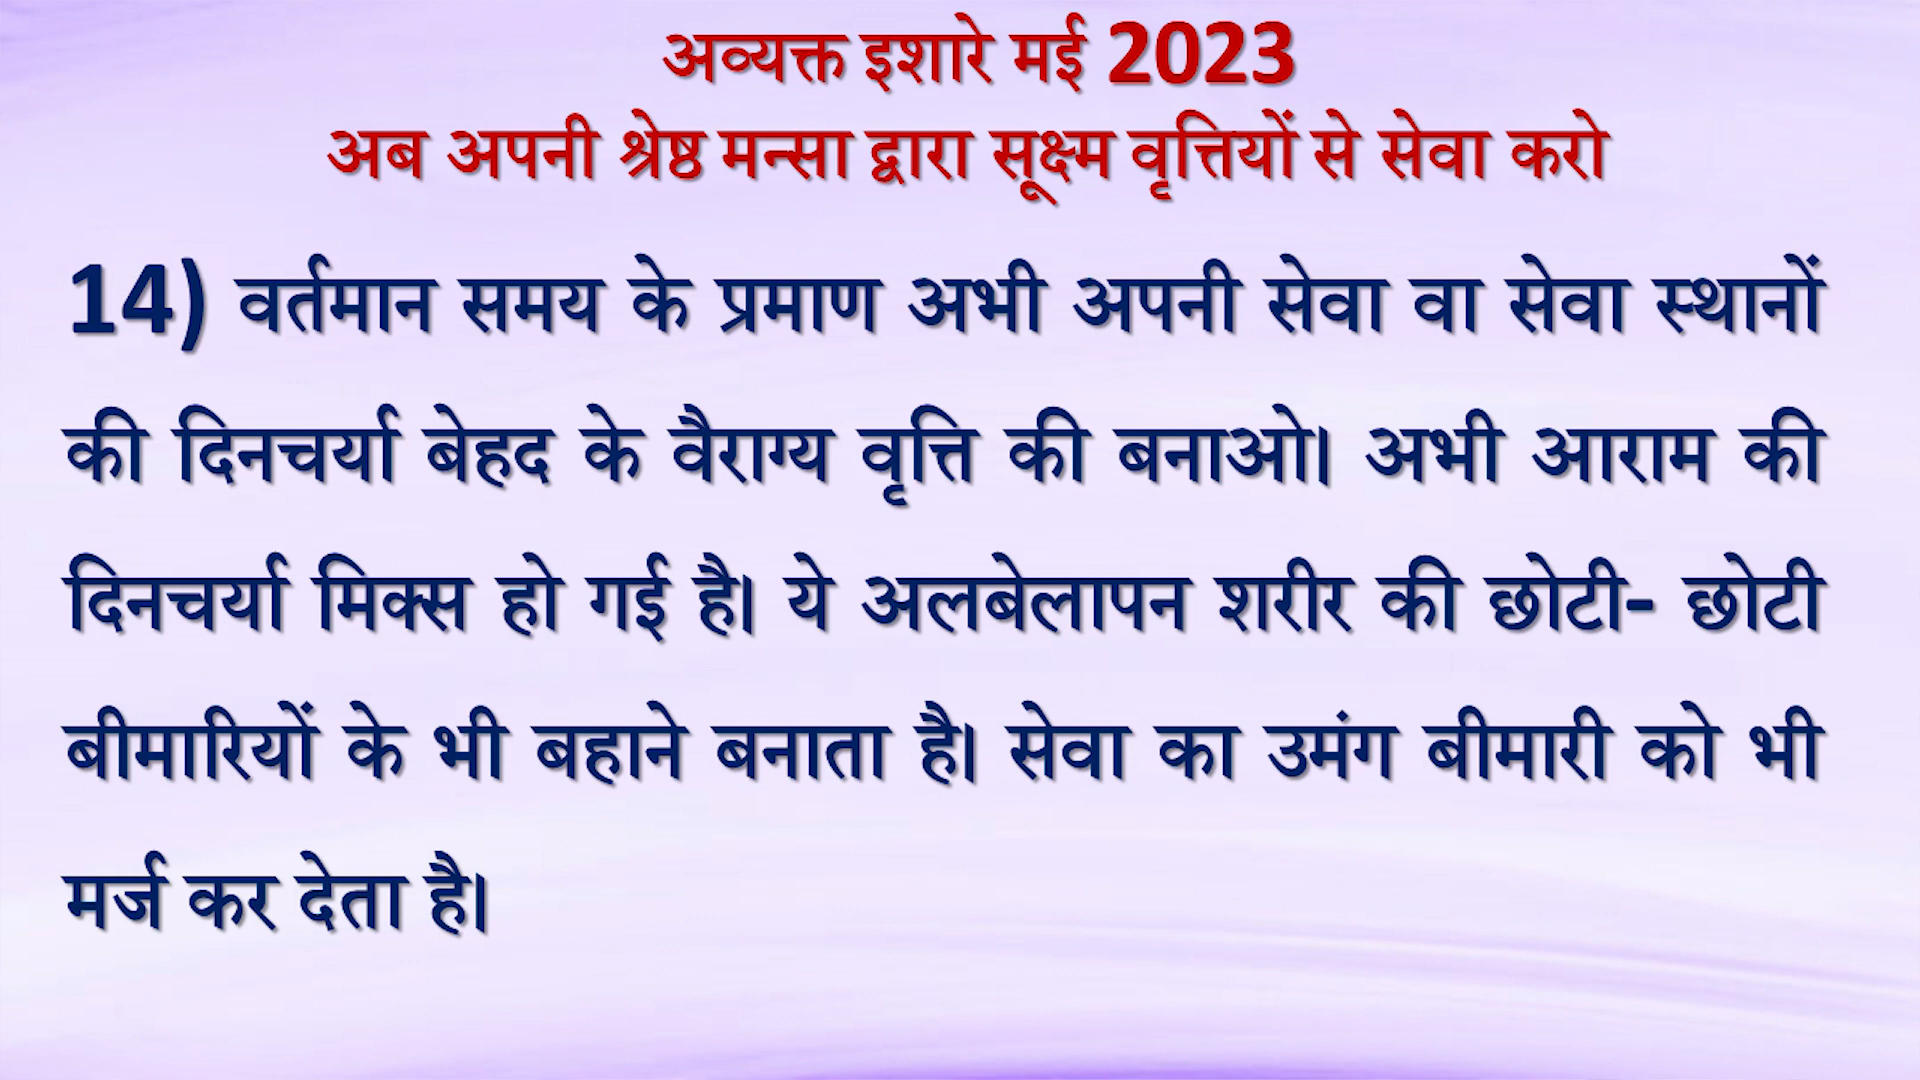 अव्यक्त इशारे मई 2023
अब अपनी श्रेष्ठ मन्सा द्वारा सूक्ष्म वृत्तियों से सेवा करो
14) वर्तमान समय के प्रमाण अभी अपनी सेवा वा सेवा स्थानों
की दिनचर्या बेहद के वैराग्य वृत्ति की बनाओ। अभी आराम की
दिनचर्या मिक्स हो गई है। ये अलबेलापन शरीर की छोटी- छोटी
बीमारियों के भी बहाने बनाता है। सेवा का उमंग बीमारी को भी
मर्ज कर देता है।